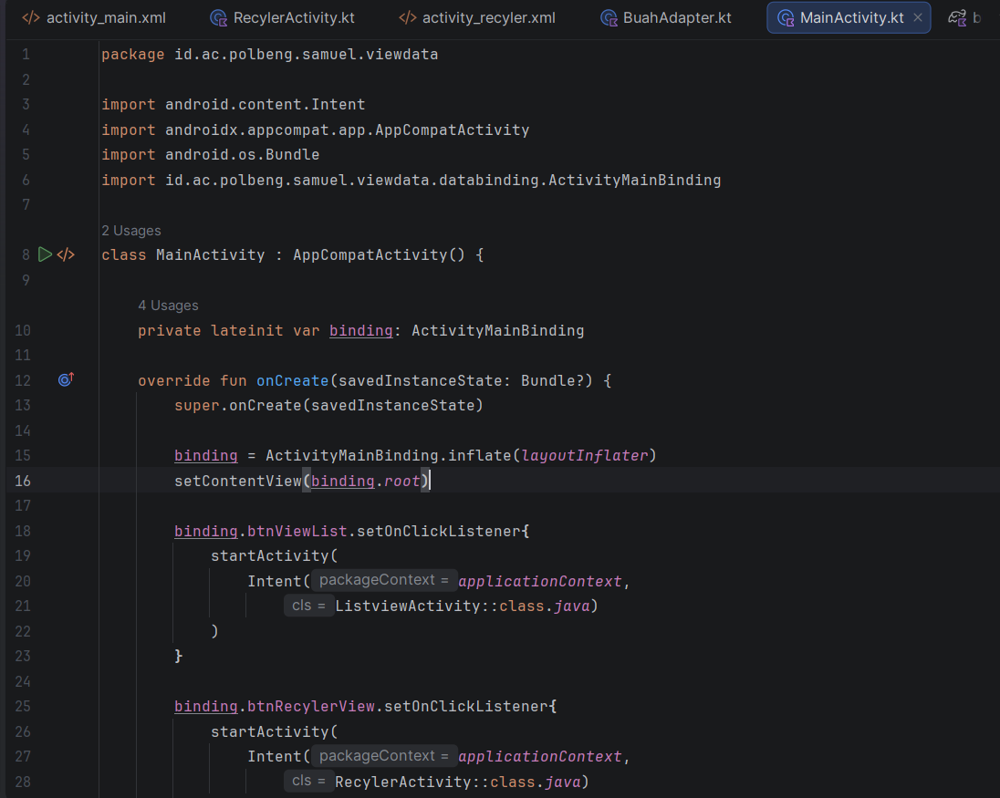 activity_main.xml RecylerActivity.kt activity_recyler.xml BuahAdapter.kt MainActivity.kt b
1 package id.ac.polbeng.samuel.viewdata
2
3 import android.content.Intent
4 import androidx.appcompat.app.AppCompatActivity
5 import android.os.Bundle
6 import id.ac.polbeng.samuel.viewdata.databinding.ActivityMainBinding
7
2 Usages
8 class MainActivity : AppCompatActivity() {
9
4 Usages
10 private lateinit var binding: ActivityMainBinding
11
12 override fun onCreate(savedInstanceState: Bundle?) {
13 super.onCreate(savedInstanceState)
14
15 binding = ActivityMainBinding.inflate(layoutInflater)
16 setContentView(binding.root)
17
18 binding.btnViewList.setOnClickListener{
19 startActivity(
20 Intent( packageContext = applicationContext,
21 cls = ListviewActivity::class.java)
22 )
23 }
24
25 binding.btnRecylerView.setOnClickListener{
26 startActivity(
27 Intent( packageContext = applicationContext,
28 cls = RecylerActivity::class.java)